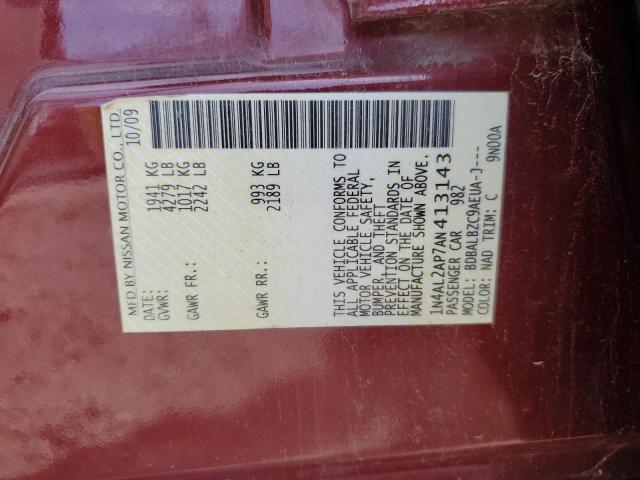 MFD BY NISSAN MOTOR CO., LTD.
DATE: 10/09
GVWR: 1941 KG
4279 LB
GAWR FR.: 1017 KG
2242 LB
GAWR RR.: 993 KG
2189 LB
THIS VEHICLE CONFORMS TO
ALL APPLICABLE FEDERAL
MOTOR VEHICLE SAFETY,
BUMPER, AND THEFT
PREVENTION STANDARDS IN
EFFECT ON THE DATE OF
MANUFACTURE SHOWN ABOVE.
1N4AL2AP7AN413143
PASSENGER CAR 982
MODEL: BDBALBZC9AEUA-J---
COLOR: NAD TRIM: C 9N00A